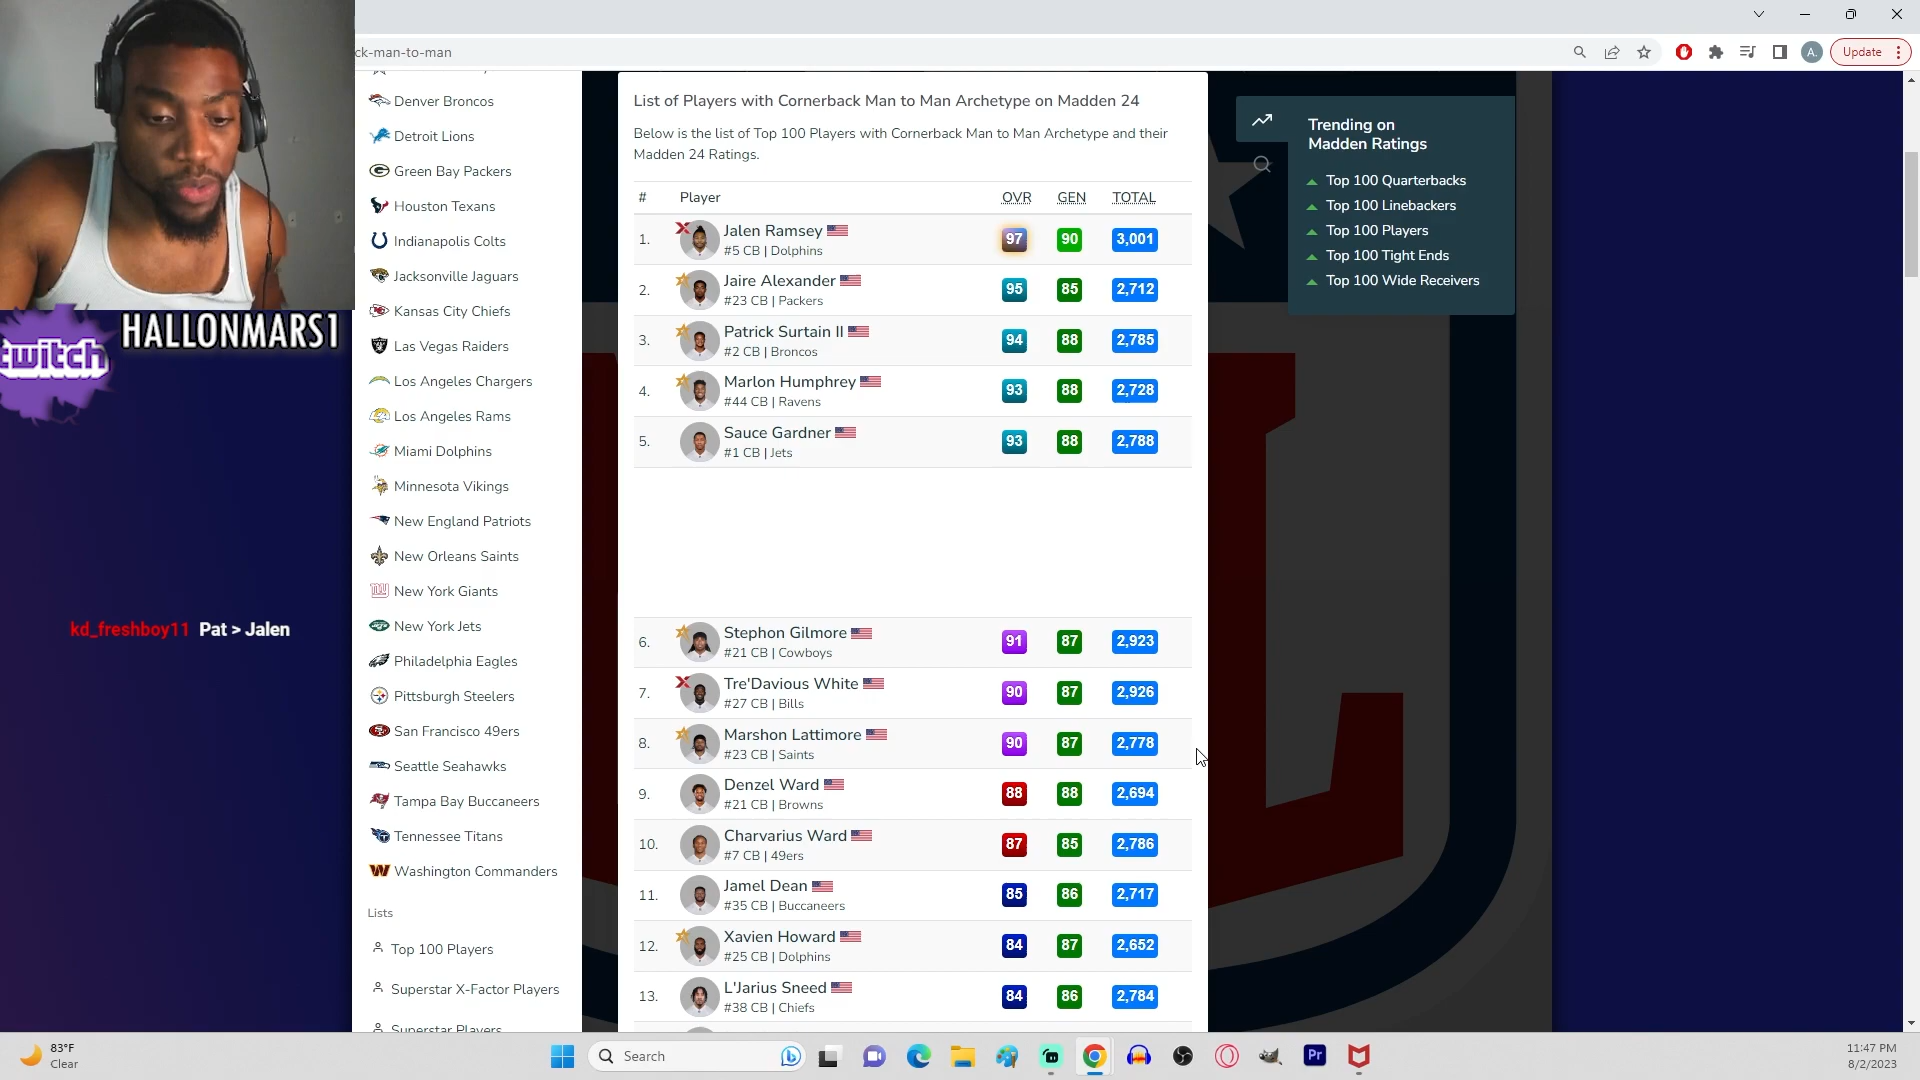 ck-man-to-man
Update
Denver Broncos
Detroit Lions
Green Bay Packers
Houston Texans
Indianapolis Colts
Jacksonville Jaguars
Kansas City Chiefs
Las Vegas Raiders
Los Angeles Chargers
Los Angeles Rams
Miami Dolphins
Minnesota Vikings
New England Patriots
New Orleans Saints
New York Giants
New York Jets
Philadelphia Eagles
Pittsburgh Steelers
San Francisco 49ers
Seattle Seahawks
Tampa Bay Buccaneers
Tennessee Titans
Washington Commanders
Lists
Top 100 Players
Superstar X-Factor Players
Superstar Players
List of Players with Cornerback Man to Man Archetype on Madden 24
Below is the list of Top 100 Players with Cornerback Man to Man Archetype and their
Madden 24 Ratings.
# Player OVR GEN TOTAL
1. Jalen Ramsey 97 90 3,001
#5 CB | Dolphins
2. Jaire Alexander 95 85 2,712
#23 CB | Packers
3. Patrick Surtain II 94 88 2,785
#2 CB | Broncos
4. Marlon Humphrey 93 88 2,728
#44 CB | Ravens
5. Sauce Gardner 93 88 2,788
#1 CB | Jets
6. Stephon Gilmore 91 87 2,923
#21 CB | Cowboys
7. Tre'Davious White 90 87 2,926
#27 CB | Bills
8. Marshon Lattimore 90 87 2,778
#23 CB | Saints
9. Denzel Ward 88 88 2,694
#21 CB | Browns
10. Charvarius Ward 87 85 2,786
#7 CB | 49ers
11. Jamel Dean 85 86 2,717
#35 CB | Buccaneers
12. Xavien Howard 84 87 2,652
#25 CB | Dolphins
13. L'Jarius Sneed 84 86 2,784
#38 CB | Chiefs
Trending on
Madden Ratings
Top 100 Quarterbacks
Top 100 Linebackers
Top 100 Players
Top 100 Tight Ends
Top 100 Wide Receivers
twitch
HALLONMARS1
kd_freshboy11 Pat > Jalen
83°F
Clear
Search
Pr
11:47 PM
8/2/2023
A.